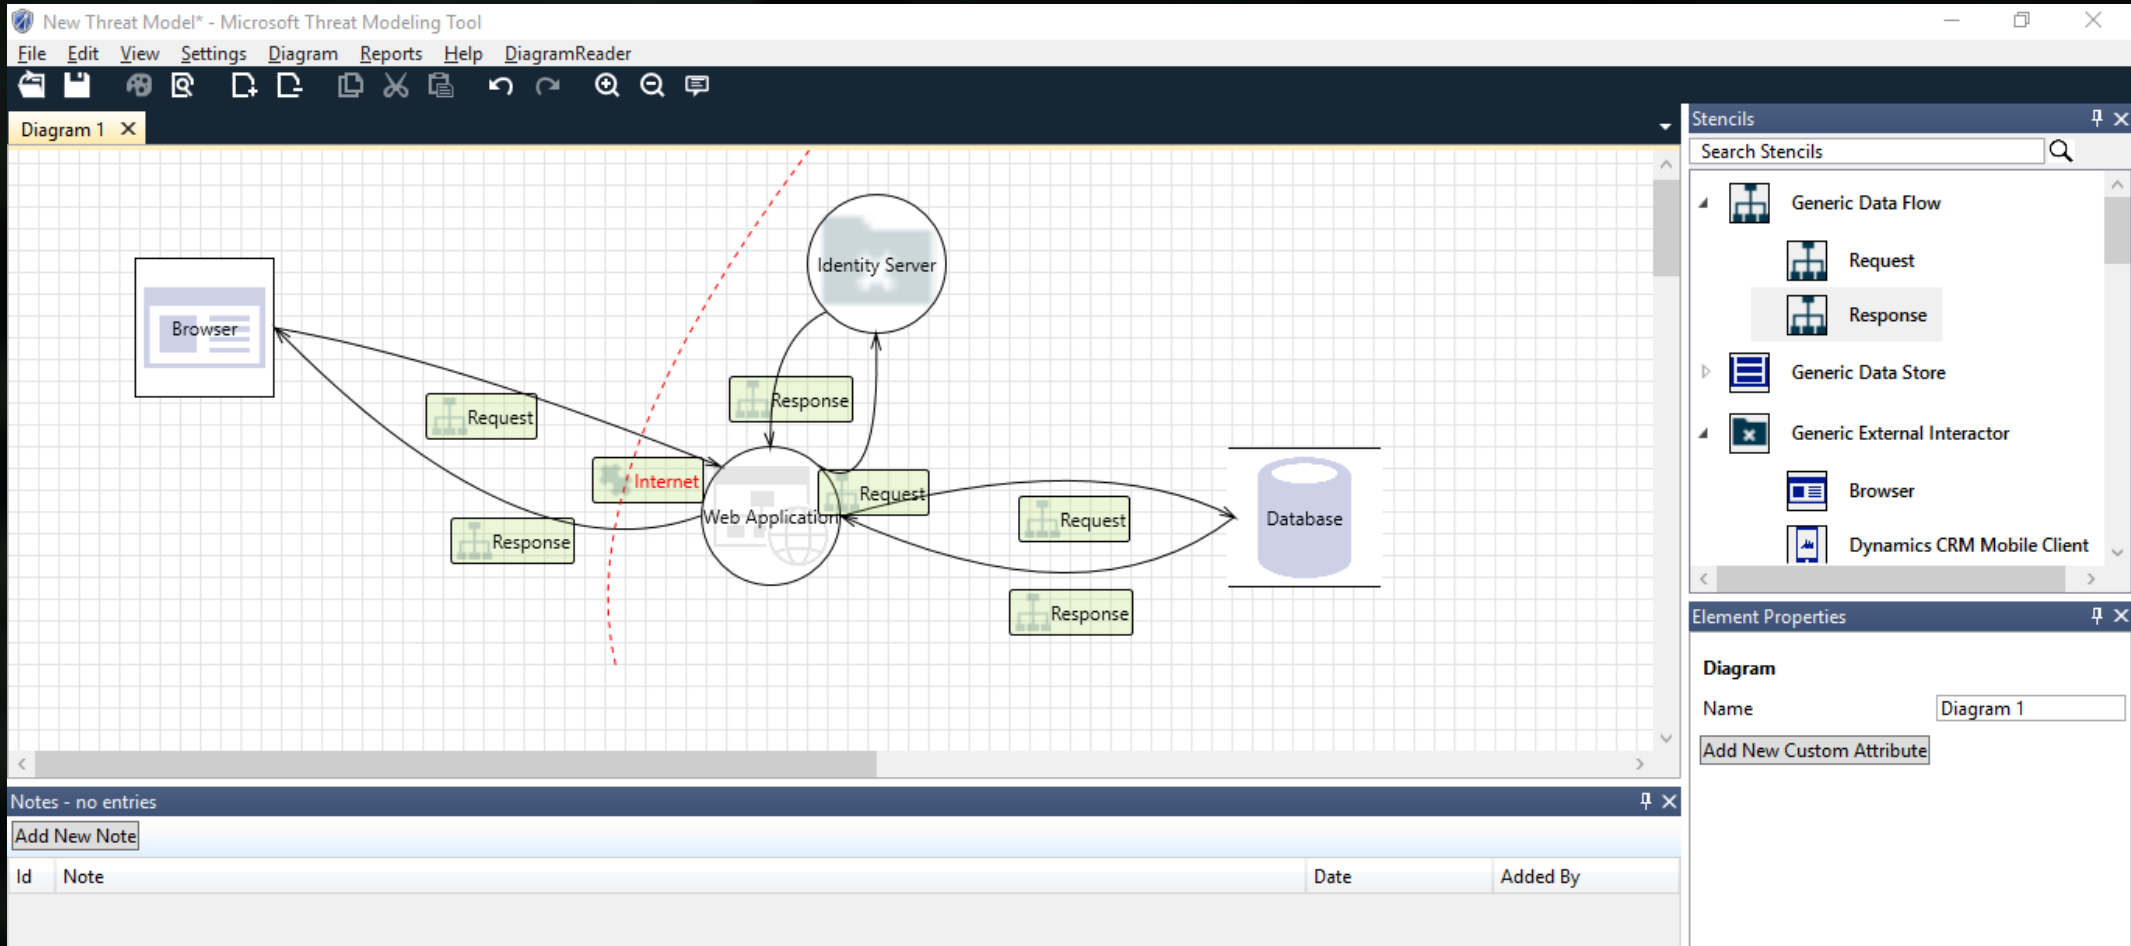 New Threat Model* - Microsoft Threat Modeling Tool
File Edit View Settings Diagram Reports Help DiagramReader
Diagram 1
Identity Server
Browser
Response
Request
Internet
Request
Web Application
Request
Database
Response
Response
Stencils
Search Stencils
Generic Data Flow
Request
Response
Generic Data Store
Generic External Interactor
Browser
Dynamics CRM Mobile Client
Element Properties
Diagram
Name Diagram 1
Add New Custom Attribute
Notes - no entries
Add New Note
Id Note Date Added By